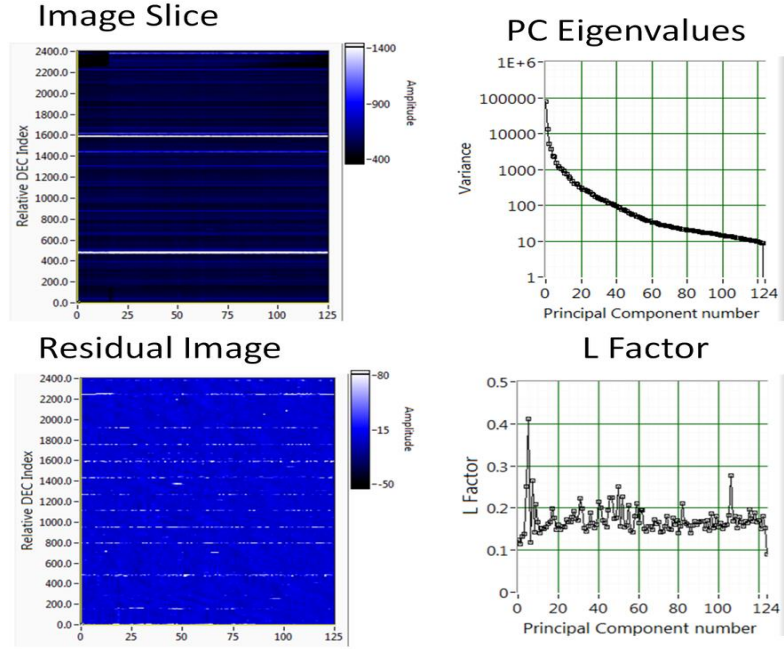 Image Slice
2400.0
2200.0
2000.0
1800.0
1600.0
1400.0
1200.0
1000.0
800.0
600.0
400.0
200.0
0.0
Relative DEC Index
0 25 50 75 100 125
-1400
-900
-400
Amplitude
PC Eigenvalues
1E+6
100000
10000
1000
100
10
1
Variance
0 20 40 60 80 100 124
Principal Component number
Residual Image
2400.0
2200.0
2000.0
1800.0
1600.0
1400.0
1200.0
1000.0
800.0
600.0
400.0
200.0
0.0
Relative DEC Index
0 25 50 75 100 125
-80
-15
-50
Amplitude
L Factor
0.5
0.4
0.3
0.2
0.1
0
L Factor
0 20 40 60 80 100 124
Principal Component number